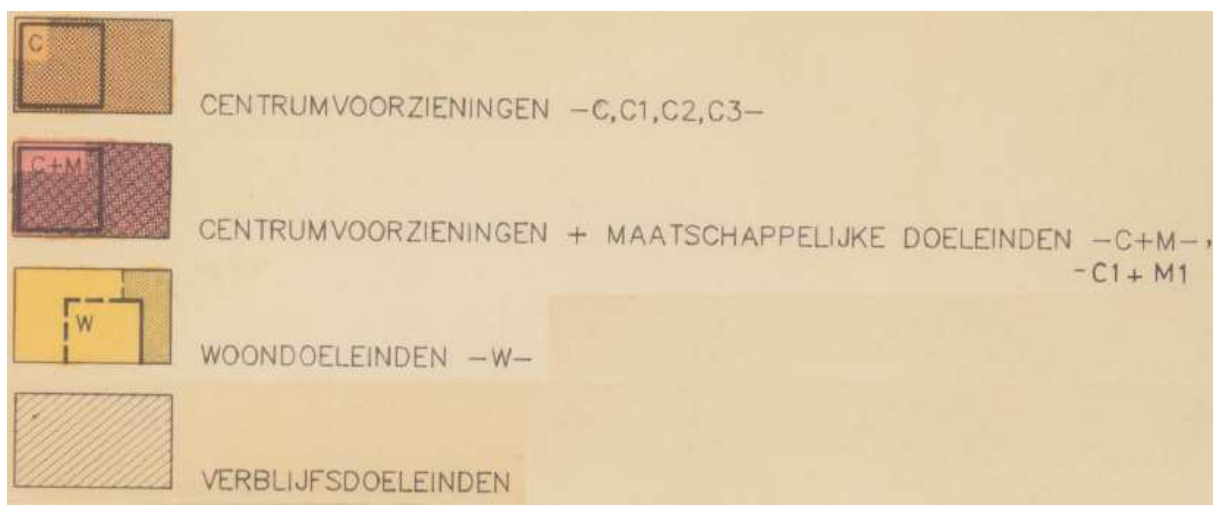 C
CENTRUMVOORZIENINGEN -C,C1,C2,C3-
C+M
CENTRUMVOORZIENINGEN + MAATSCHAPPELIJKE DOELEINDEN -C+M-,
-C1+M1
W
WOONDOELEINDEN -W-
VERBLIJFSDOELEINDEN